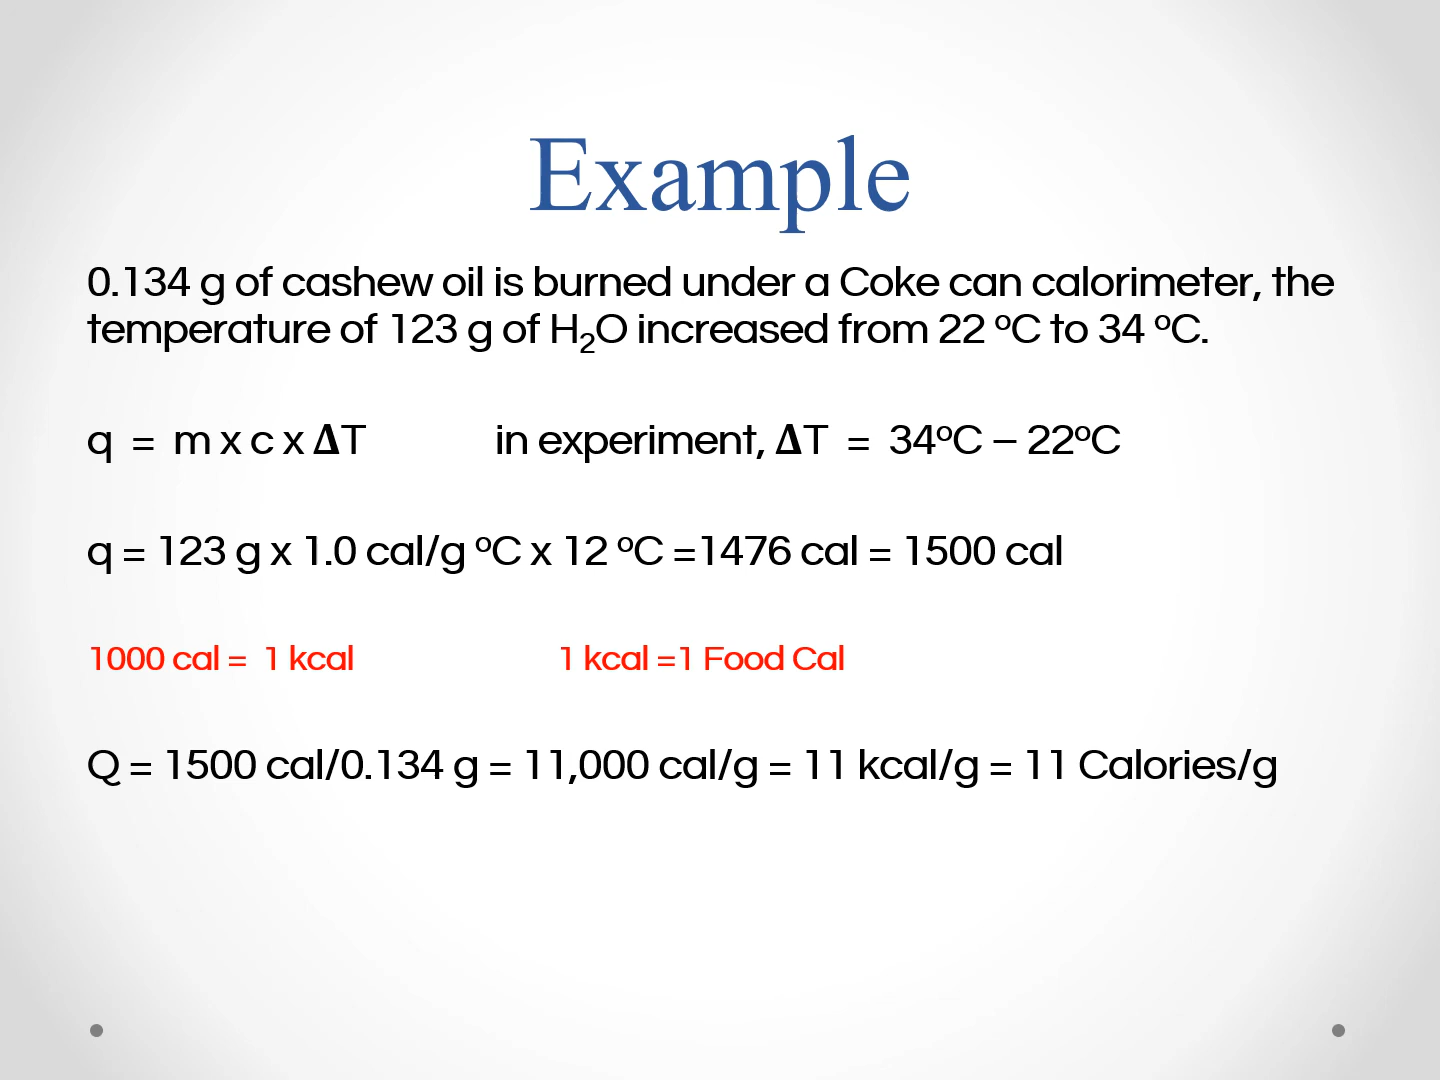 Example
0.134 g of cashew oil is burned under a Coke can calorimeter, the
temperature of 123 g of H₂O increased from 22 ºC to 34 ºC.
q = m x c x ΔT in experiment, ΔT = 34ºC – 22ºC
q = 123 g x 1.0 cal/g ºC x 12 ºC =1476 cal = 1500 cal
1000 cal = 1 kcal 1 kcal =1 Food Cal
Q = 1500 cal/0.134 g = 11,000 cal/g = 11 kcal/g = 11 Calories/g